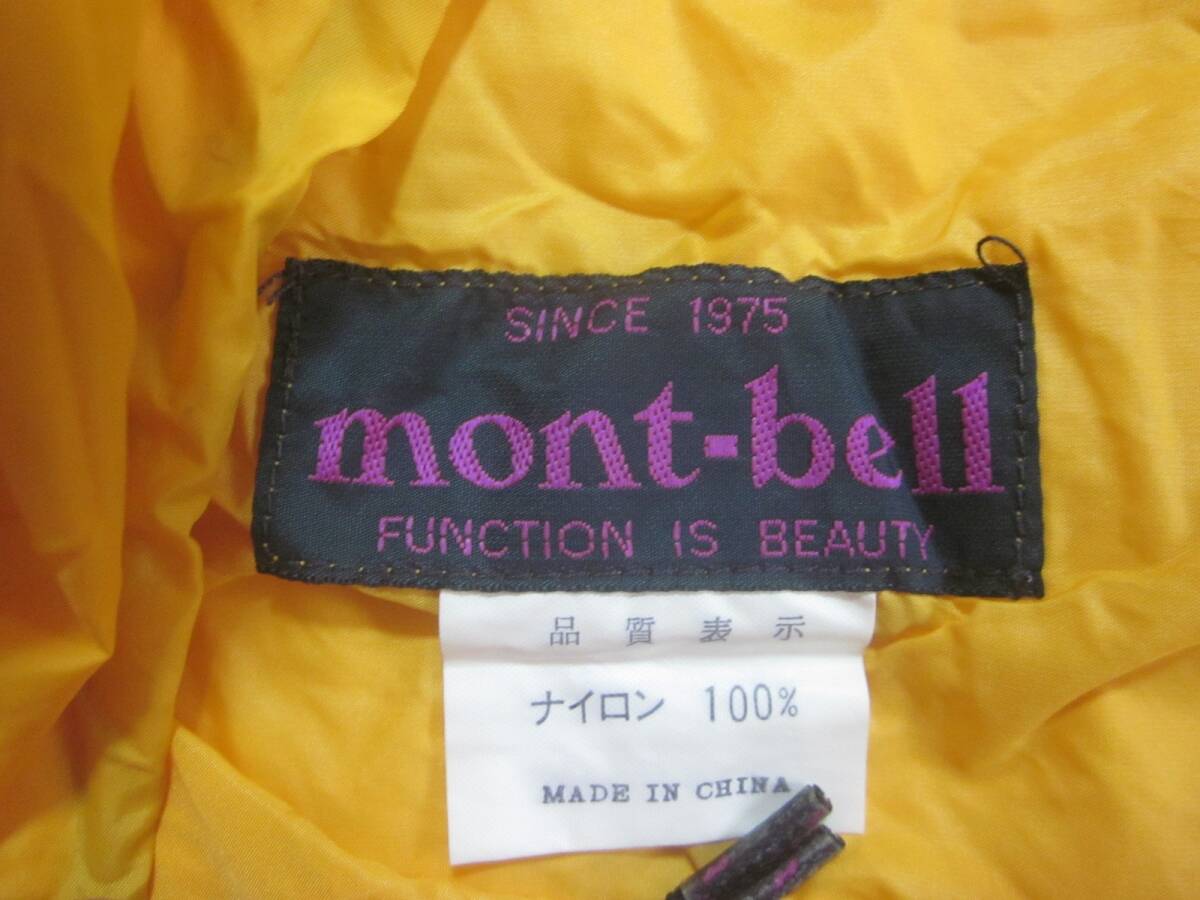 SINCE 1975
mont-bell
FUNCTION IS BEAUTY
品質表示
ナイロン 100%
MADE IN CHINA